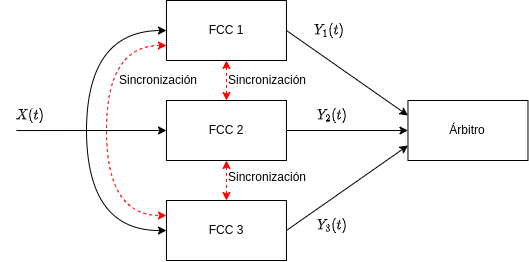 FCC 1
Y₁(t)
Sincronización
Sincronización
X(t)
FCC 2
Y₂(t)
Árbitro
Sincronización
FCC 3
Y₃(t)